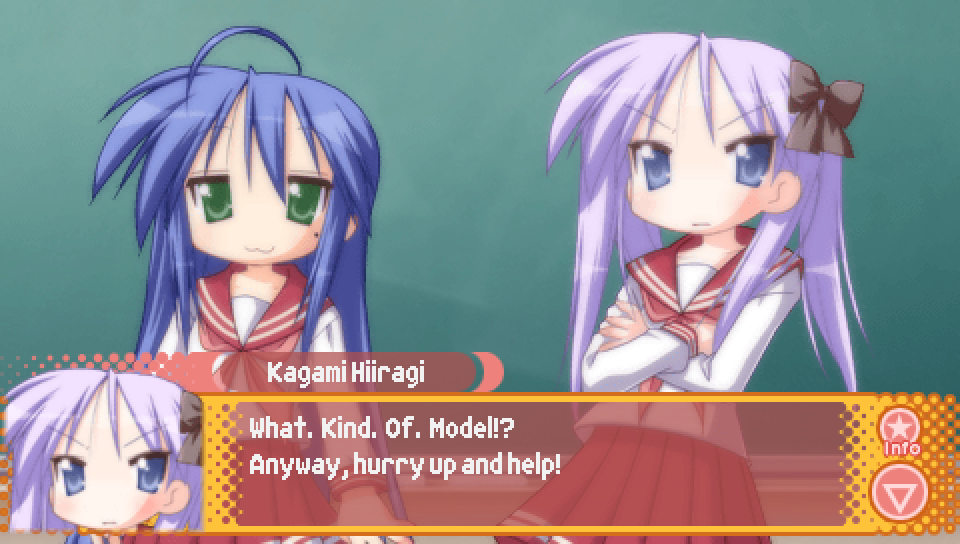 Kagami Hiiragi
What. Kind. Of. Model!?
Anyway, hurry up and help!
Info